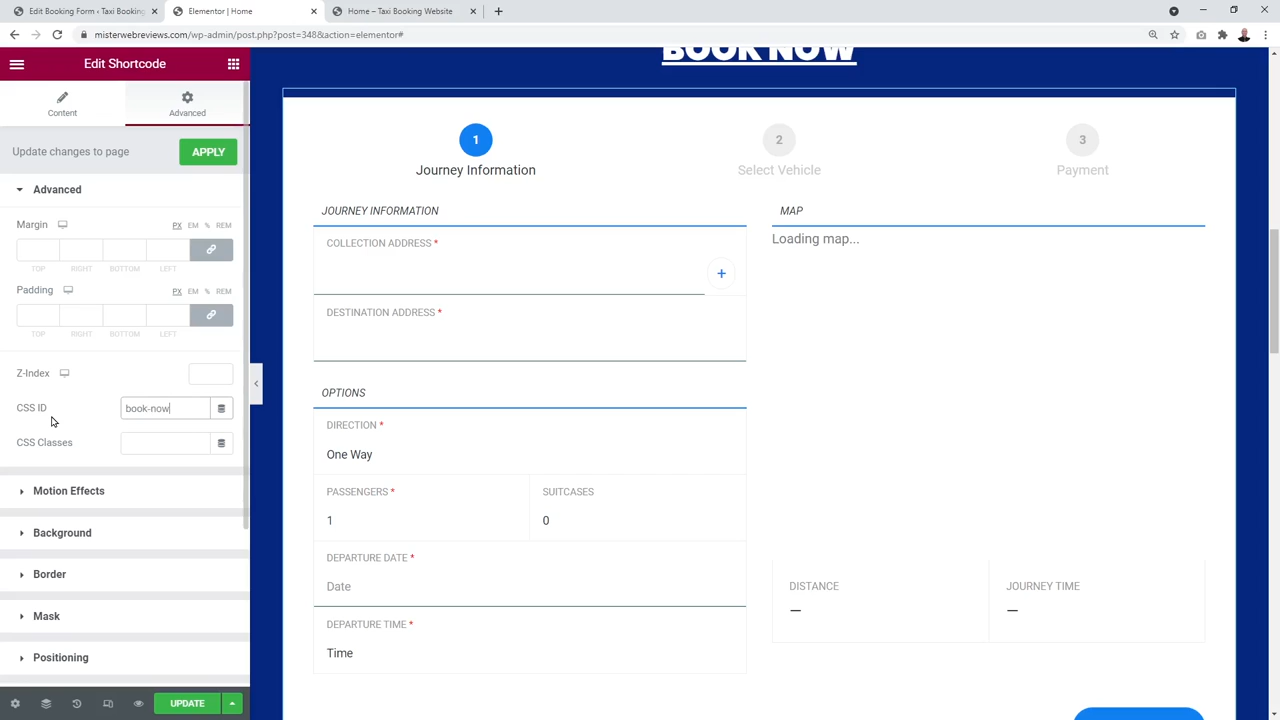 Edit Booking Form ‹ Taxi Booking
Elementor | Home
Home – Taxi Booking Website
misterwebreviews.com/wp-admin/post.php?post=348&action=elementor#
Edit Shortcode
Content
Advanced
Update changes to page
APPLY
Advanced
Margin
PX EM % REM
TOP RIGHT BOTTOM LEFT
Padding
PX EM % REM
TOP RIGHT BOTTOM LEFT
Z-Index
CSS ID
book-now
CSS Classes
Motion Effects
Background
Border
Mask
Positioning
UPDATE
BOOK NOW
1
Journey Information
2
Select Vehicle
3
Payment
JOURNEY INFORMATION
COLLECTION ADDRESS *
+
DESTINATION ADDRESS *
OPTIONS
DIRECTION *
One Way
PASSENGERS *
1
SUITCASES
0
DEPARTURE DATE *
Date
DEPARTURE TIME *
Time
MAP
Loading map...
DISTANCE
—
JOURNEY TIME
—